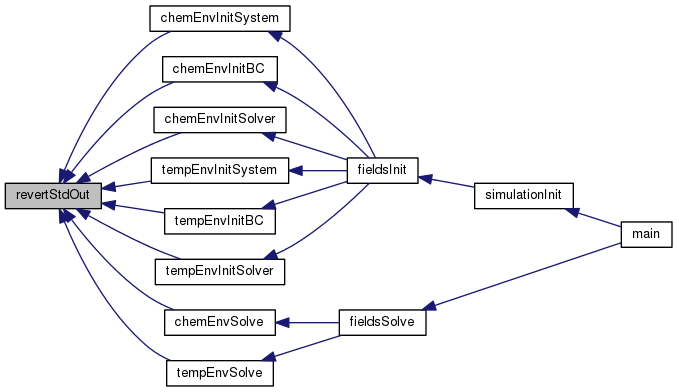 chemEnvInitSystem
chemEnvInitBC
chemEnvInitSolver
tempEnvInitSystem
fieldsInit
revertStdOut
simulationInit
tempEnvInitBC
main
tempEnvInitSolver
chemEnvSolve
fieldsSolve
tempEnvSolve